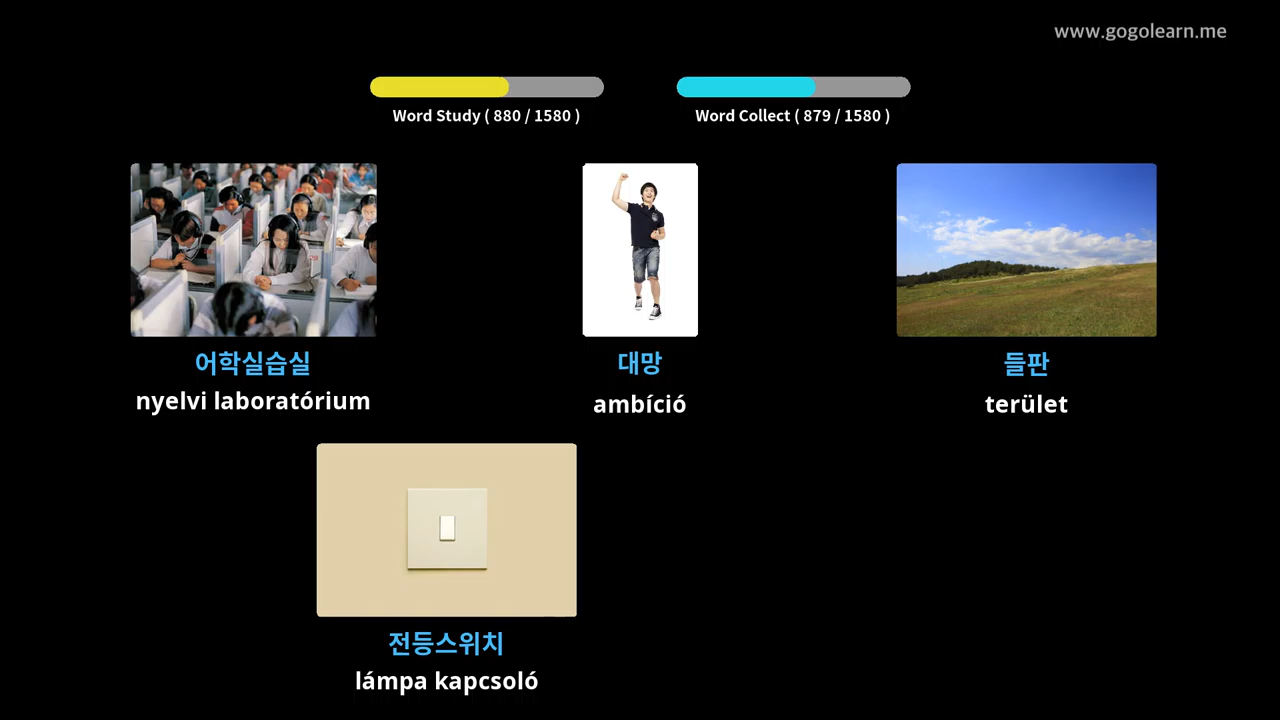 www.gogolearn.me
Word Study ( 880 / 1580 )
Word Collect ( 879 / 1580 )
어학실습실
nyelvi laboratórium
대망
ambíció
들판
terület
전등스위치
lámpa kapcsoló